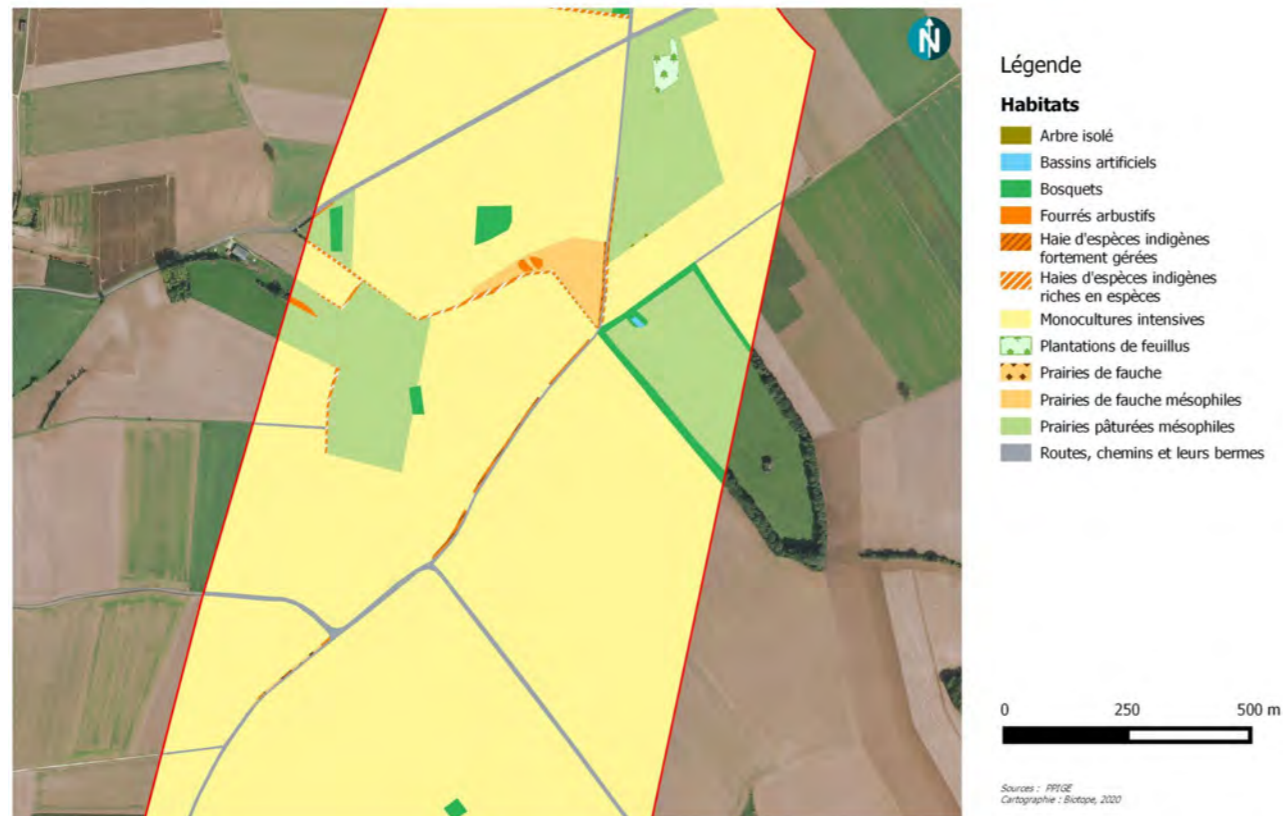 N
Légende
Habitats
Arbre isolé
Bassins artificiels
Bosquets
Fourrés arbustifs
Haie d'espèces indigènes
fortement gérées
Haies d'espèces indigènes
riches en espèces
Monocultures intensives
Plantations de feuillus
Prairies de fauche
Prairies de fauche mésophiles
Prairies pâturées mésophiles
Routes, chemins et leurs bermes
0 250 500 m
Sources : PPIGE
Cartographie : Biotope, 2020